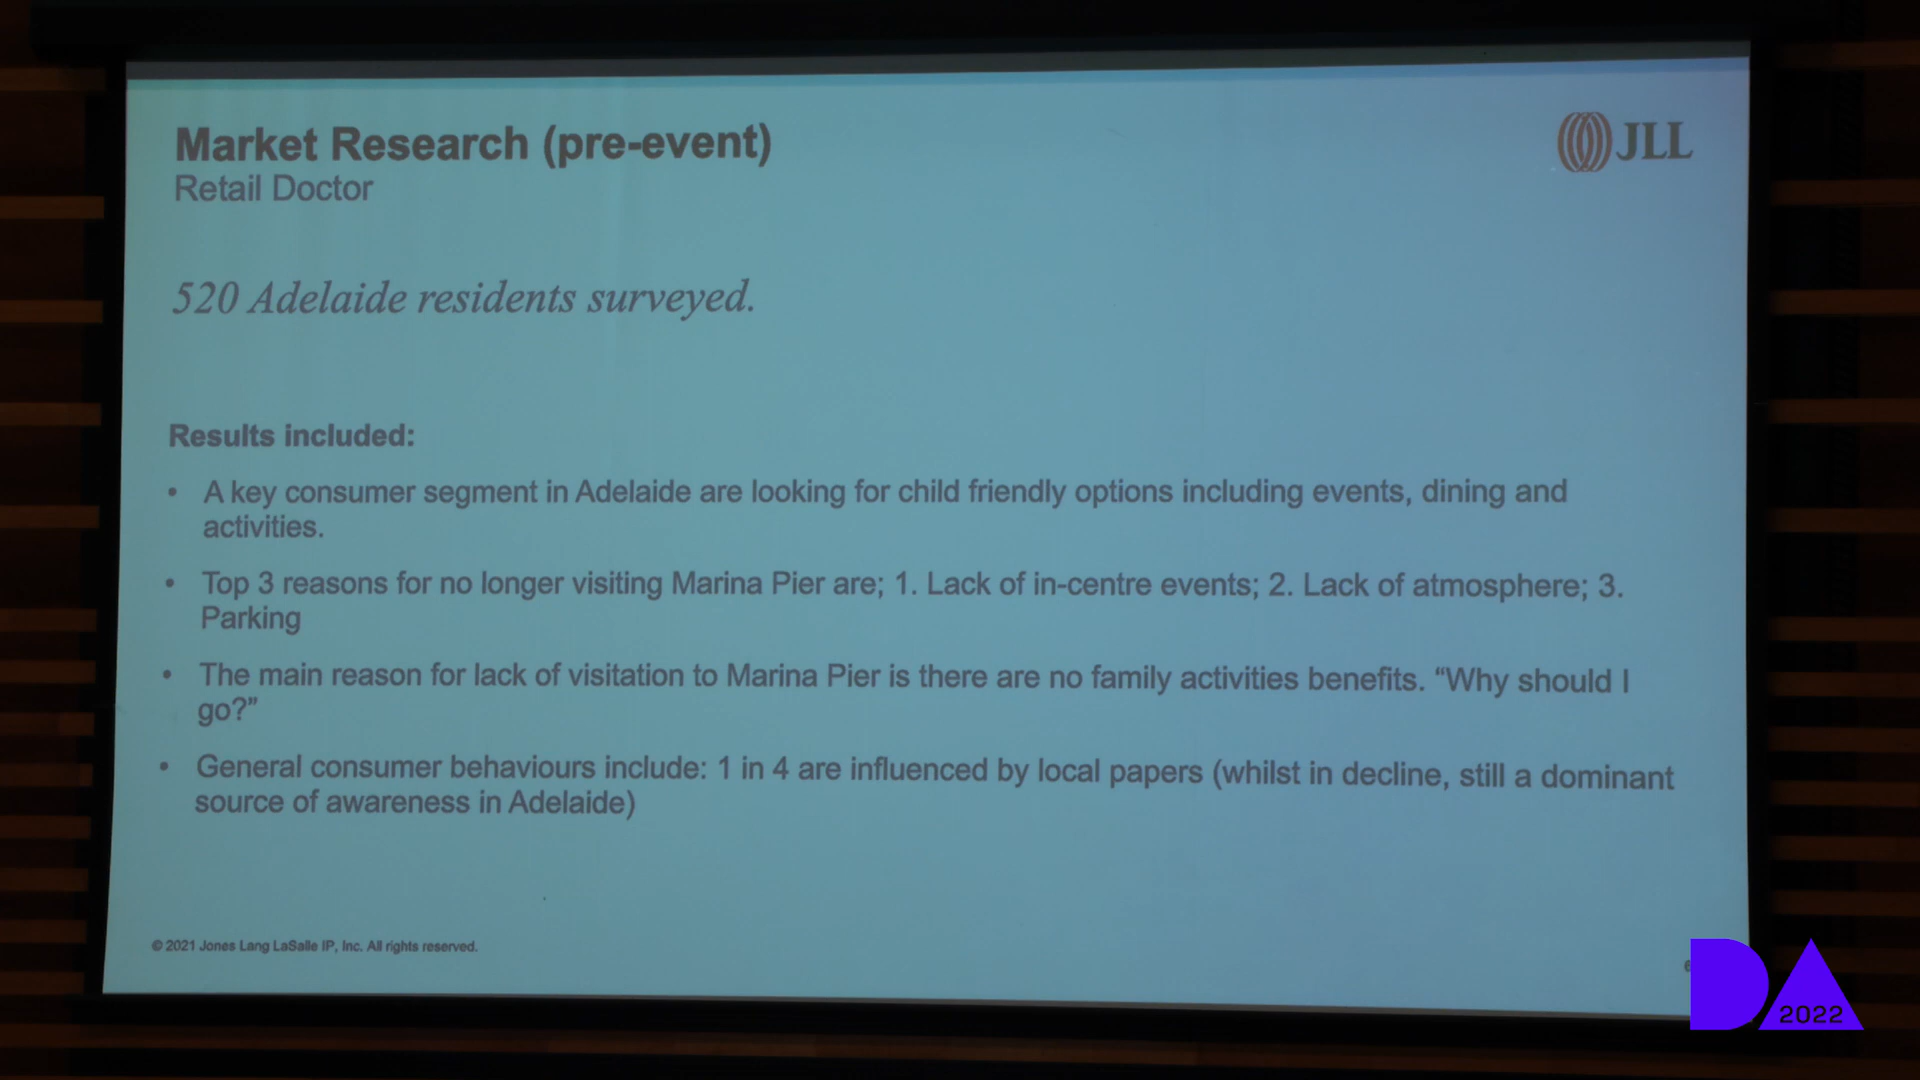 Market Research (pre-event)
Retail Doctor
JLL
520 Adelaide residents surveyed.
Results included:
• A key consumer segment in Adelaide are looking for child friendly options including events, dining and
activities.
• Top 3 reasons for no longer visiting Marina Pier are; 1. Lack of in-centre events; 2. Lack of atmosphere; 3.
Parking
• The main reason for lack of visitation to Marina Pier is there are no family activities benefits. “Why should I
go?”
• General consumer behaviours include: 1 in 4 are influenced by local papers (whilst in decline, still a dominant
source of awareness in Adelaide)
© 2021 Jones Lang LaSalle IP, Inc. All rights reserved.
DA
2022